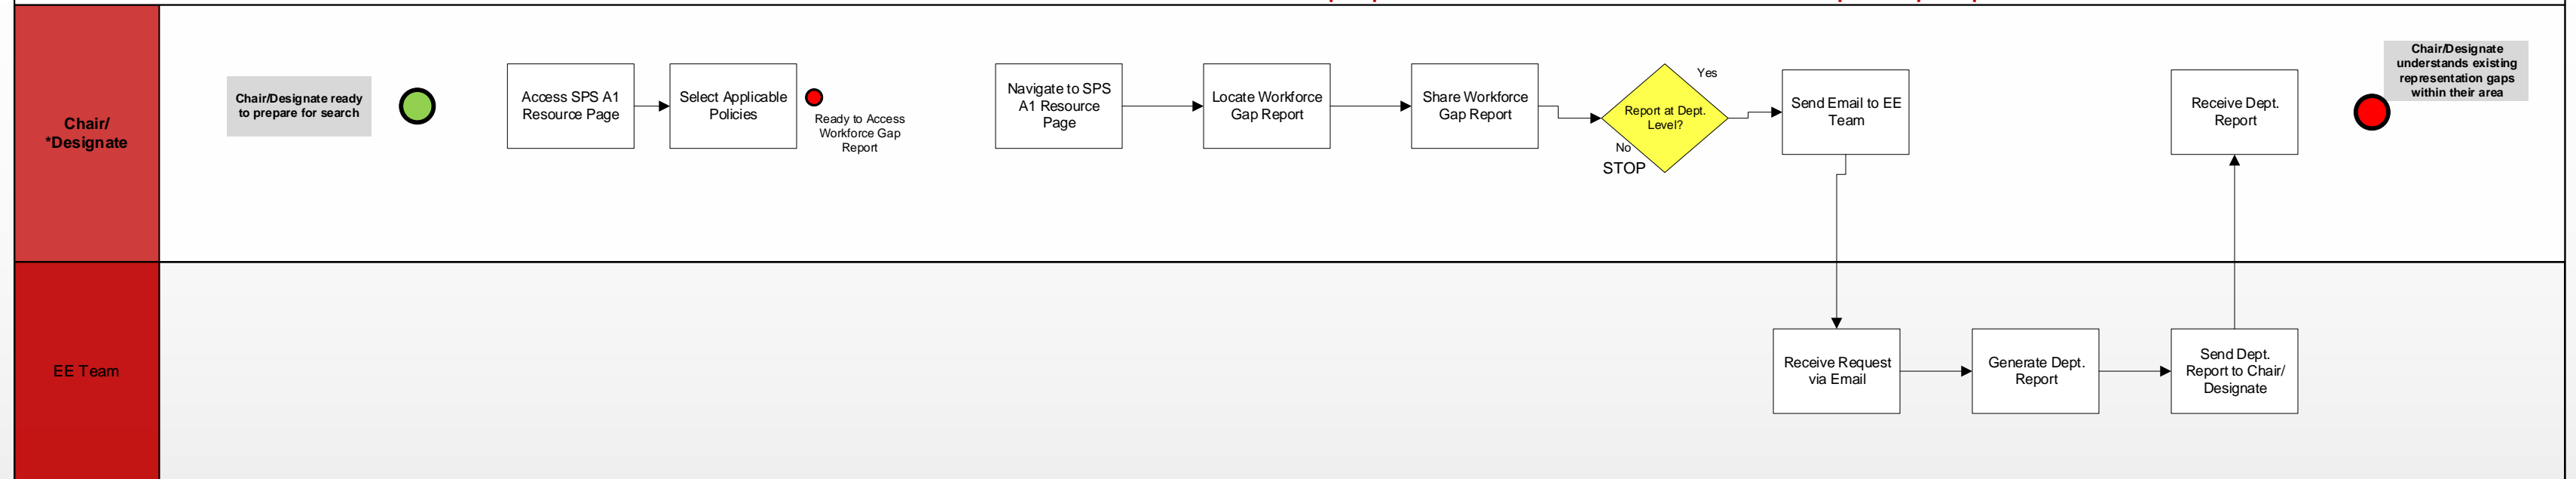 Chair/
*Designate
Chair/Designate ready
to prepare for search
Access SPS A1
Resource Page
Select Applicable
Policies
Ready to Access
Workforce Gap
Report
Navigate to SPS
A1 Resource
Page
Locate Workforce
Gap Report
Share Workforce
Gap Report
Report at Dept.
Level?
Yes
No
STOP
Send Email to EE
Team
Receive Dept.
Report
Chair/Designate
understands existing
representation gaps
within their area
EE Team
Receive Request
via Email
Generate Dept.
Report
Send Dept.
Report to Chair/
Designate